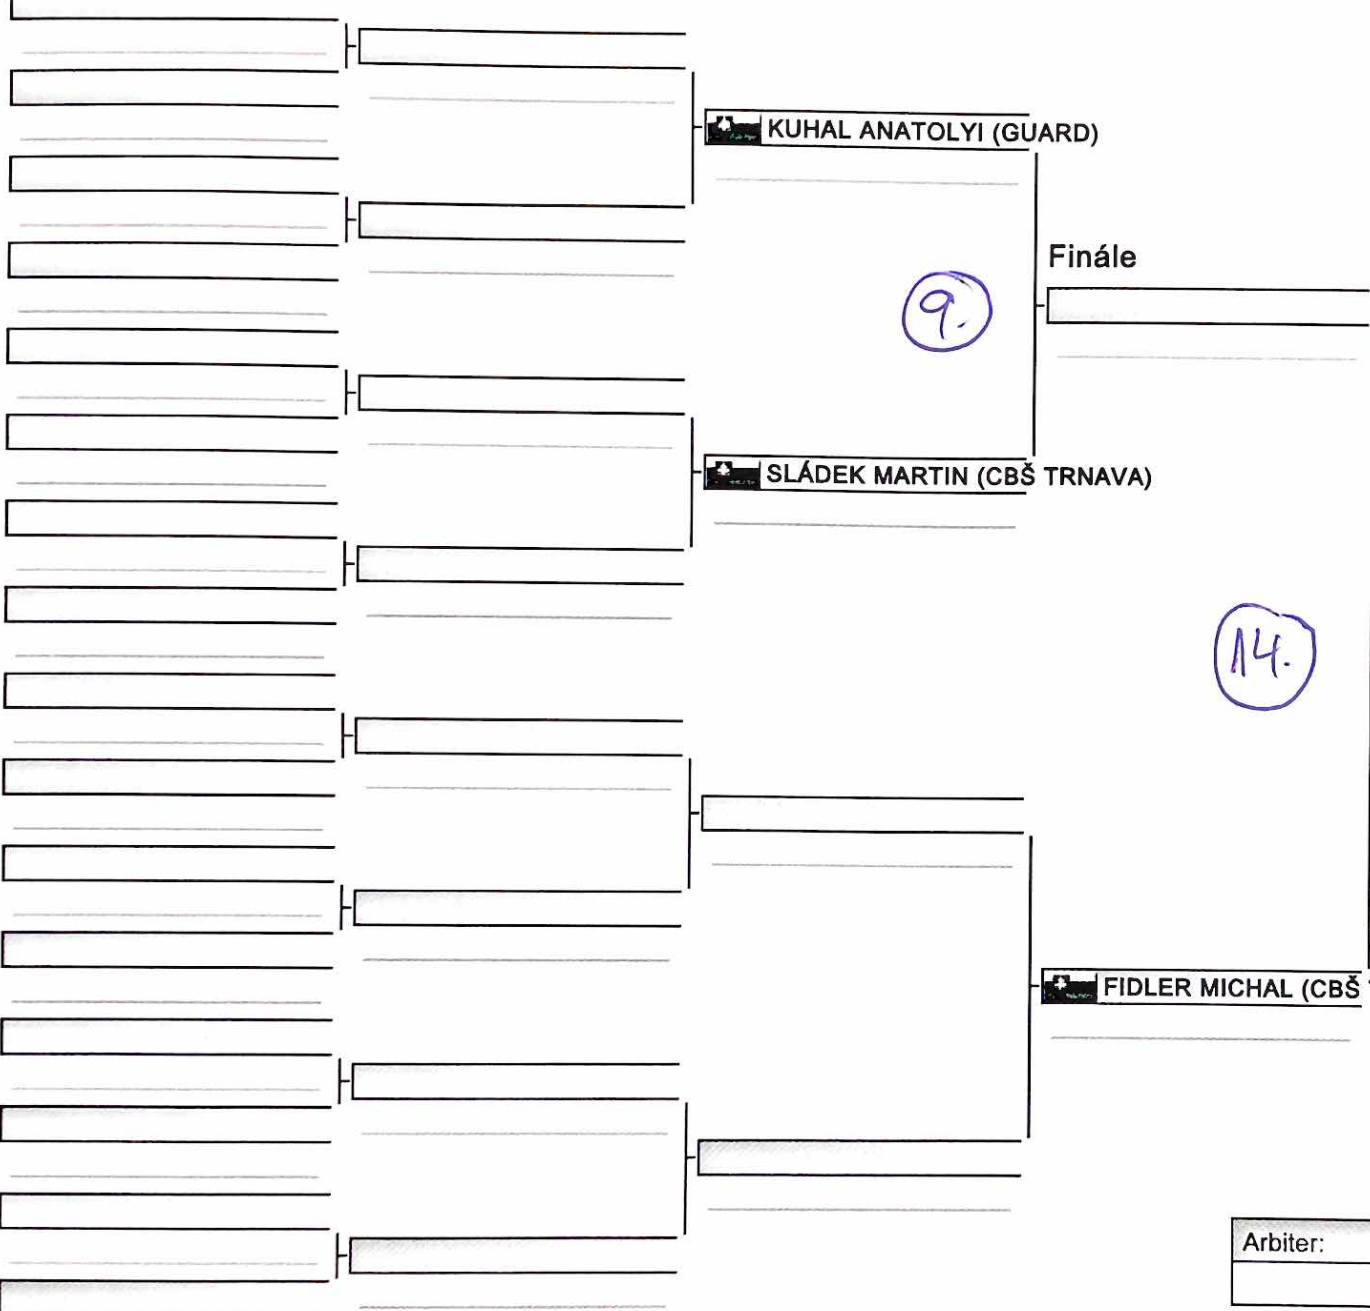 KUHAL ANATOLYI (GUARD)
Finále
9.
SLÁDEK MARTIN (CBŠ TRNAVA)
14.
FIDLER MICHAL (CBŠ
Arbiter: